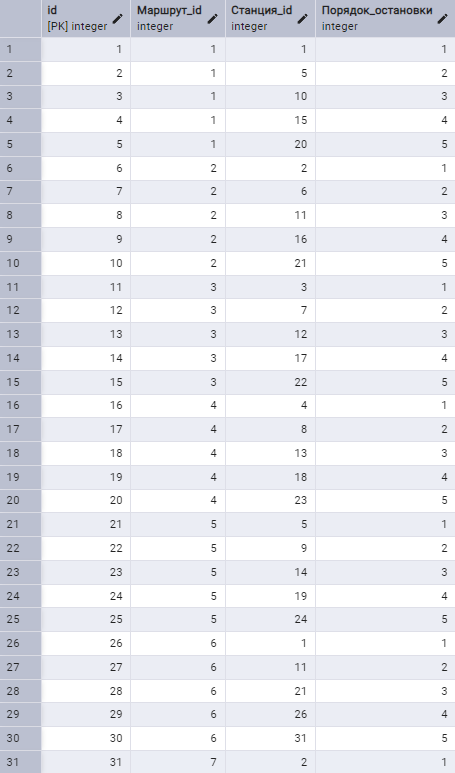 id Маршрут_id Станция_id Порядок_остановки
[PK] integer integer integer integer
1 1 1 1 1
2 2 1 5 2
3 3 1 10 3
4 4 1 15 4
5 5 1 20 5
6 6 2 2 1
7 7 2 6 2
8 8 2 11 3
9 9 2 16 4
10 10 2 21 5
11 11 3 3 1
12 12 3 7 2
13 13 3 12 3
14 14 3 17 4
15 15 3 22 5
16 16 4 4 1
17 17 4 8 2
18 18 4 13 3
19 19 4 18 4
20 20 4 23 5
21 21 5 5 1
22 22 5 9 2
23 23 5 14 3
24 24 5 19 4
25 25 5 24 5
26 26 6 1 1
27 27 6 11 2
28 28 6 21 3
29 29 6 26 4
30 30 6 31 5
31 31 7 2 1